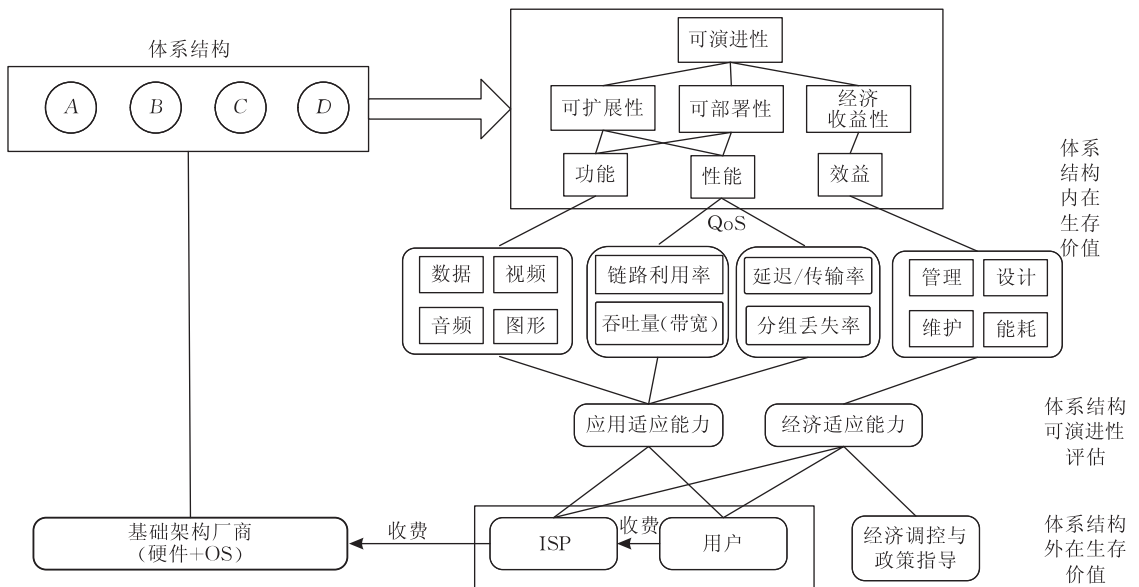 体系结构
A
B
C
D
可演进性
可扩展性
可部署性
经济
收益性
功能
性能
效益
体系
结构
内在
生存
价值
QoS
数据
视频
音频
图形
链路利用率
吞吐量(带宽)
延迟/传输率
分组丢失率
管理
设计
维护
能耗
应用适应能力
经济适应能力
体系结构
可演进性
评估
基础架构厂商
(硬件+OS)
收费
ISP
收费
用户
经济调控与
政策指导
体系结构
外在生存
价值